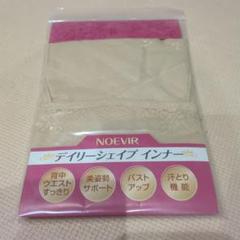 NOEVIR
デイリーシェイプ インナー
背中
ウエスト
すっきり
美姿勢
サポート
バスト
アップ
汗とり
機能